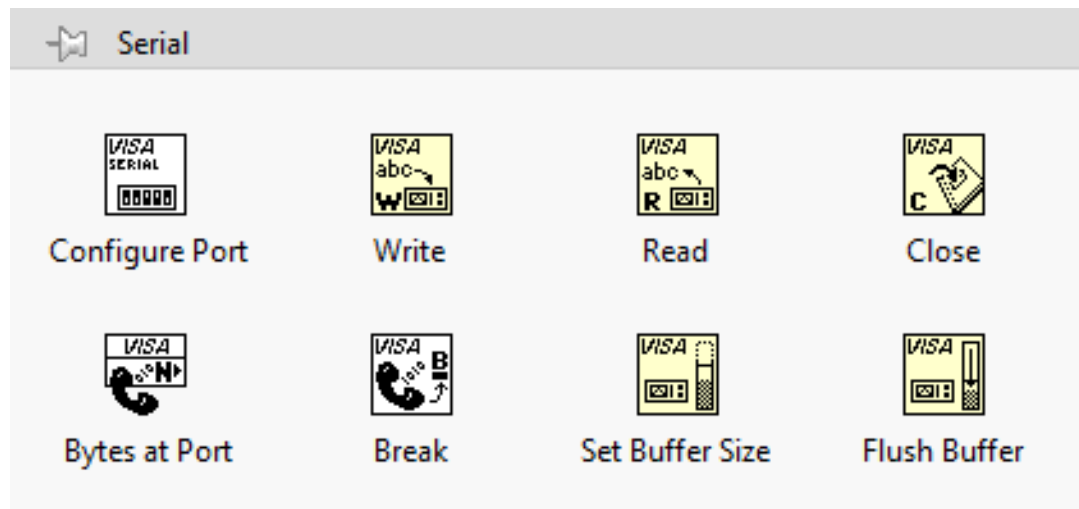 Serial
VISA
SERIAL
VISA
abc
W
VISA
abc
R
VISA
C
Configure Port
Write
Read
Close
VISA
N
VISA
B
VISA
VISA
Bytes at Port
Break
Set Buffer Size
Flush Buffer